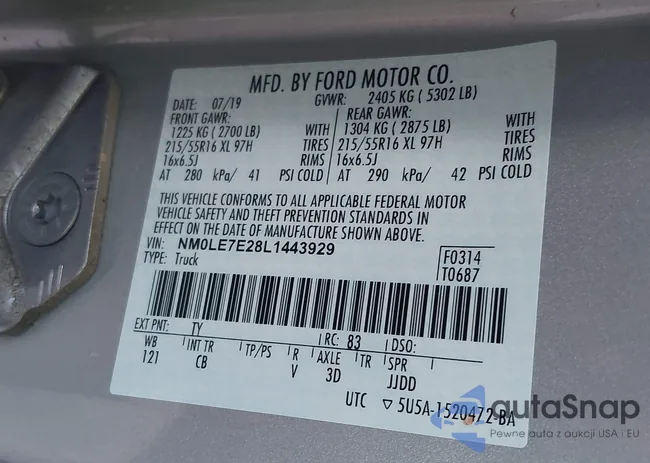 MFD. BY FORD MOTOR CO.
DATE: 07/19 GVWR: 2405 KG ( 5302 LB)
FRONT GAWR: REAR GAWR:
1225 KG ( 2700 LB) WITH 1304 KG ( 2875 LB) WITH
215/55R16 XL 97H TIRES 215/55R16 XL 97H TIRES
16x6.5J RIMS 16x6.5J RIMS
AT 280 kPa/ 41 PSI COLD AT 290 kPa/ 42 PSI COLD
THIS VEHICLE CONFORMS TO ALL APPLICABLE FEDERAL MOTOR
VEHICLE SAFETY AND THEFT PREVENTION STANDARDS IN
EFFECT ON THE DATE OF MANUFACTURE SHOWN ABOVE.
VIN: NM0LE7E28L1443929 F0314
TYPE: Truck T0687
EXT PNT: TY RC: 83 DSO:
WB INT TR TP/PS R AXLE TR SPR
121 CB V 3D JJDD
UTC ▽ 5U5A-1520472-BA
autaSnap
Pewne auta z aukcji USA i EU